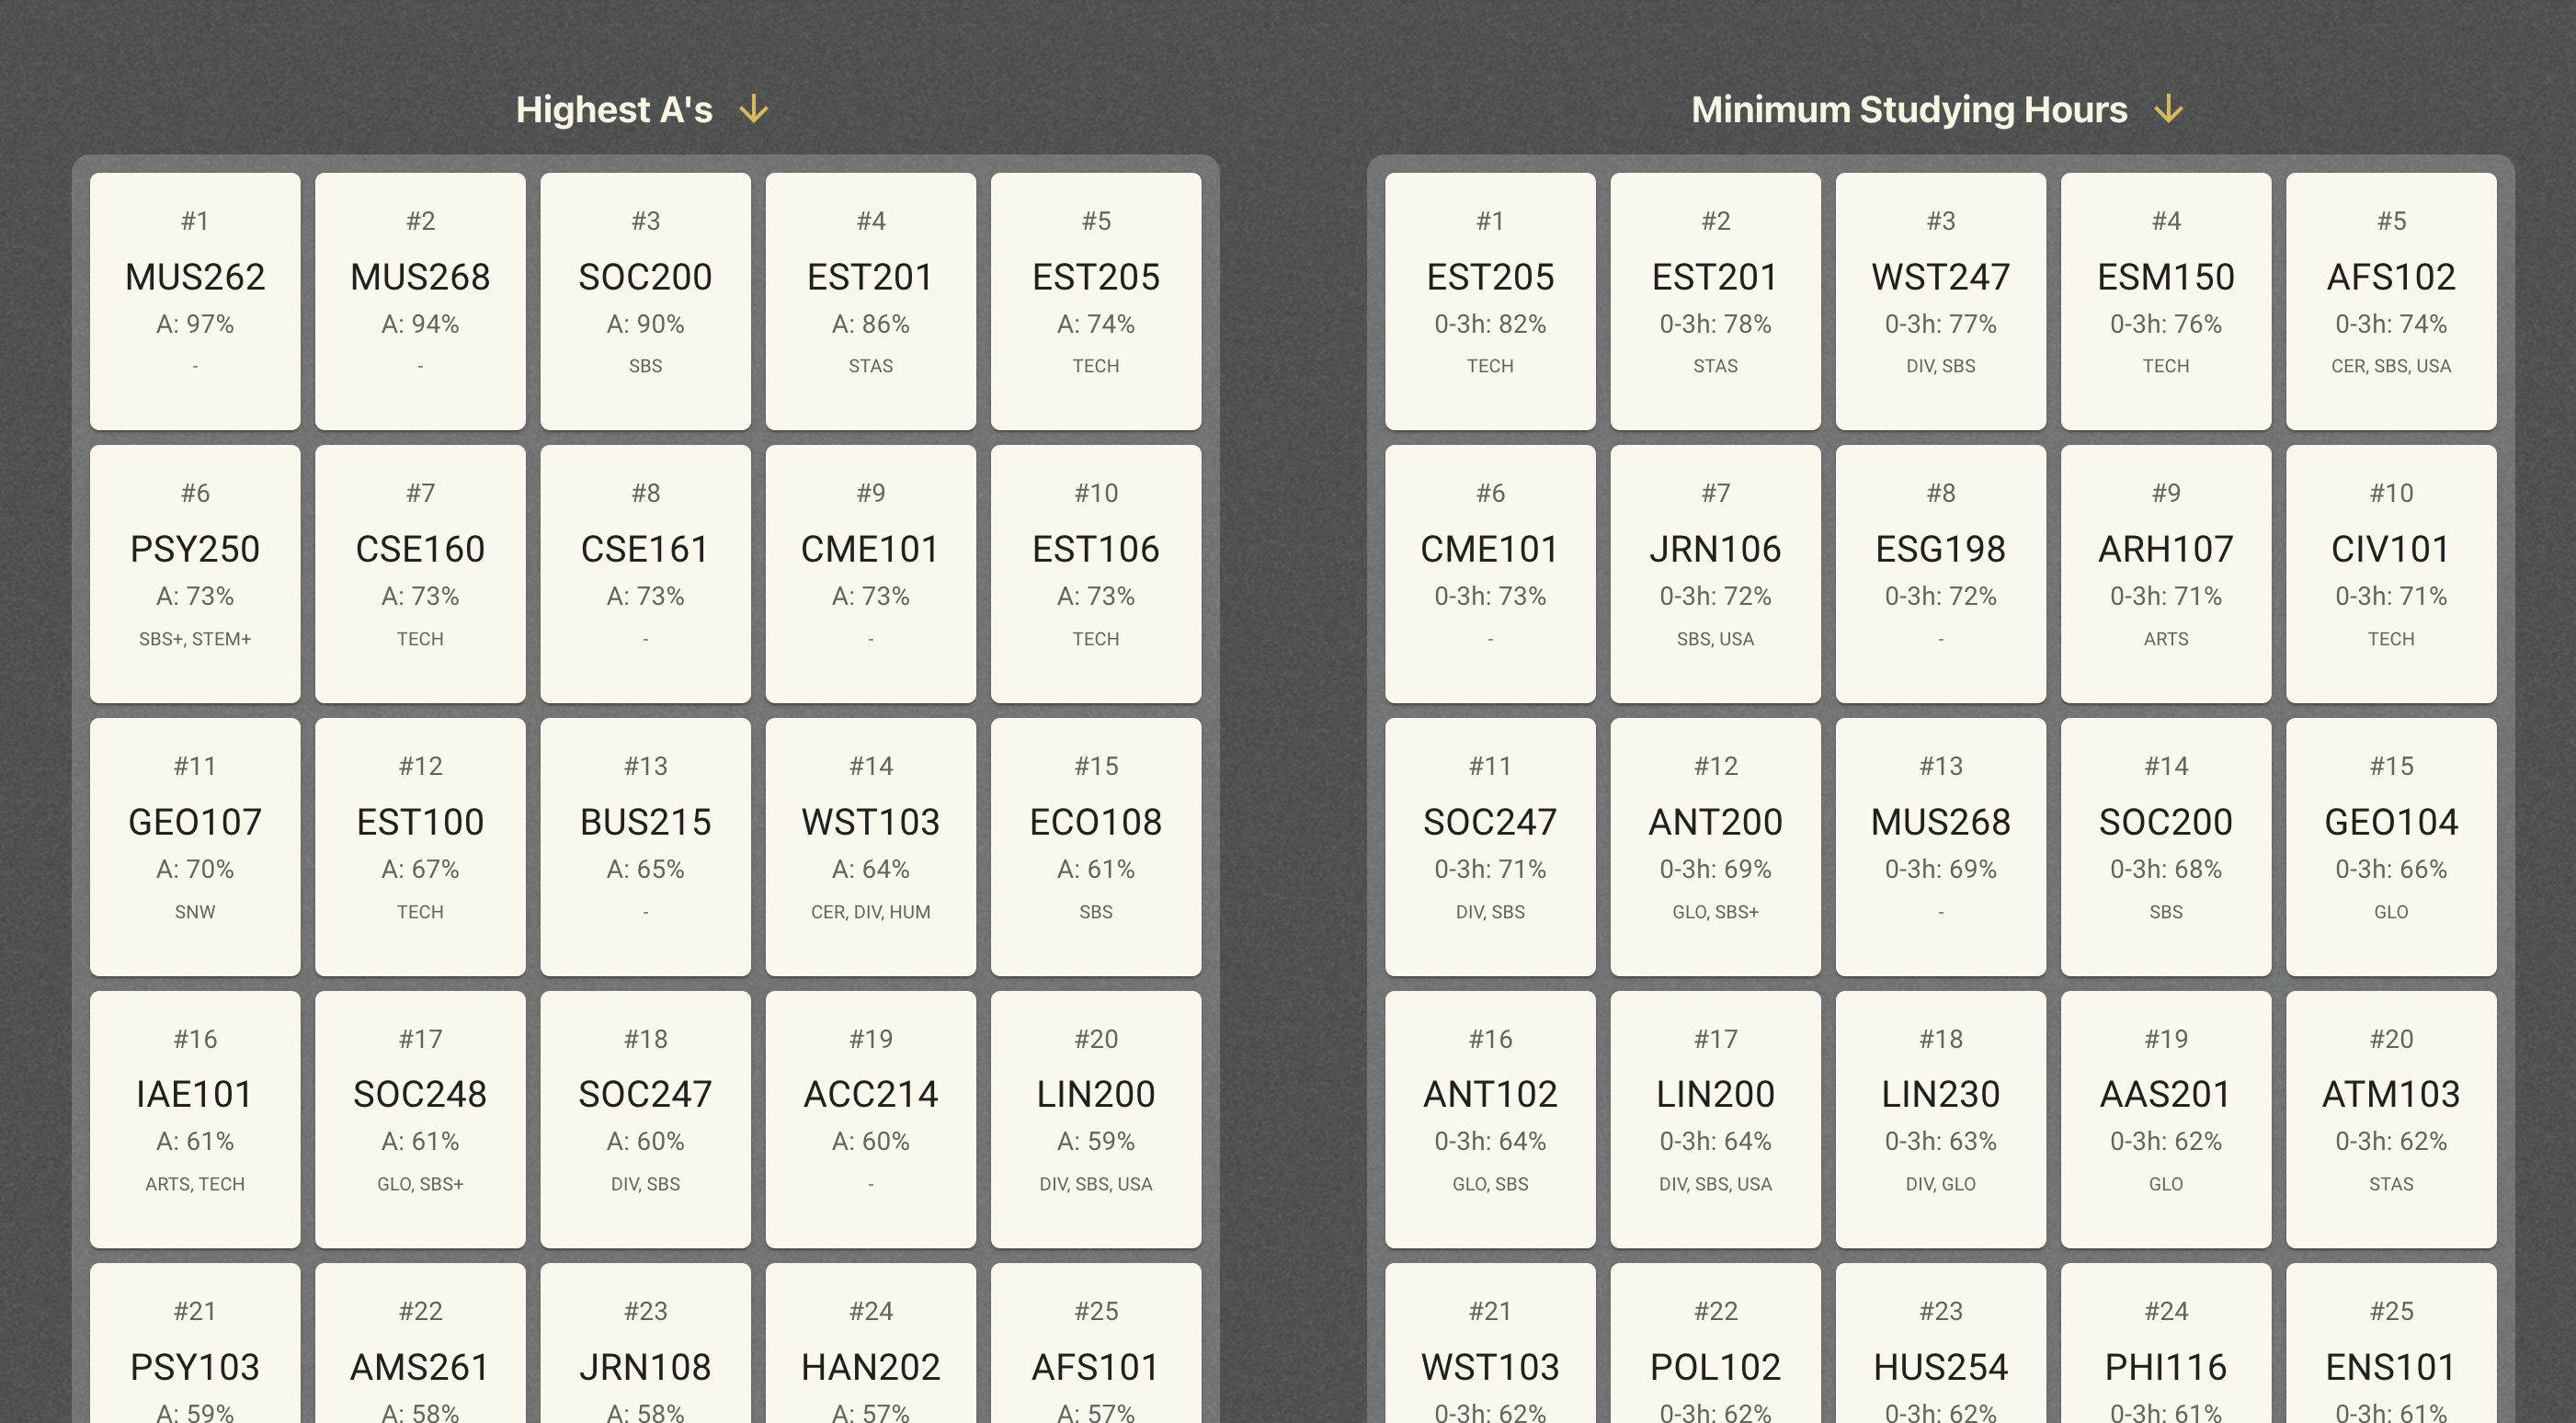 Highest A's
#1
MUS262
A: 97%
-
#2
MUS268
A: 94%
-
#3
SOC200
A: 90%
SBS
#4
EST201
A: 86%
STAS
#5
EST205
A: 74%
TECH
#6
PSY250
A: 73%
SBS+, STEM+
#7
CSE160
A: 73%
TECH
#8
CSE161
A: 73%
-
#9
CME101
A: 73%
-
#10
EST106
A: 73%
TECH
#11
GEO107
A: 70%
SNW
#12
EST100
A: 67%
TECH
#13
BUS215
A: 65%
-
#14
WST103
A: 64%
CER, DIV, HUM
#15
ECO108
A: 61%
SBS
#16
IAE101
A: 61%
ARTS, TECH
#17
SOC248
A: 61%
GLO, SBS+
#18
SOC247
A: 60%
DIV, SBS
#19
ACC214
A: 60%
-
#20
LIN200
A: 59%
DIV, SBS, USA
#21
PSY103
A: 59%
#22
AMS261
A: 58%
#23
JRN108
A: 58%
#24
HAN202
A: 57%
#25
AFS101
A: 57%
Minimum Studying Hours
#1
EST205
0-3h: 82%
TECH
#2
EST201
0-3h: 78%
STAS
#3
WST247
0-3h: 77%
DIV, SBS
#4
ESM150
0-3h: 76%
TECH
#5
AFS102
0-3h: 74%
CER, SBS, USA
#6
CME101
0-3h: 73%
-
#7
JRN106
0-3h: 72%
SBS, USA
#8
ESG198
0-3h: 72%
-
#9
ARH107
0-3h: 71%
ARTS
#10
CIV101
0-3h: 71%
TECH
#11
SOC247
0-3h: 71%
DIV, SBS
#12
ANT200
0-3h: 69%
GLO, SBS+
#13
MUS268
0-3h: 69%
-
#14
SOC200
0-3h: 68%
SBS
#15
GEO104
0-3h: 66%
GLO
#16
ANT102
0-3h: 64%
GLO, SBS
#17
LIN200
0-3h: 64%
DIV, SBS, USA
#18
LIN230
0-3h: 63%
DIV, GLO
#19
AAS201
0-3h: 62%
GLO
#20
ATM103
0-3h: 62%
STAS
#21
WST103
0-3h: 62%
#22
POL102
0-3h: 62%
#23
HUS254
0-3h: 62%
#24
PHI116
0-3h: 61%
#25
ENS101
0-3h: 61%